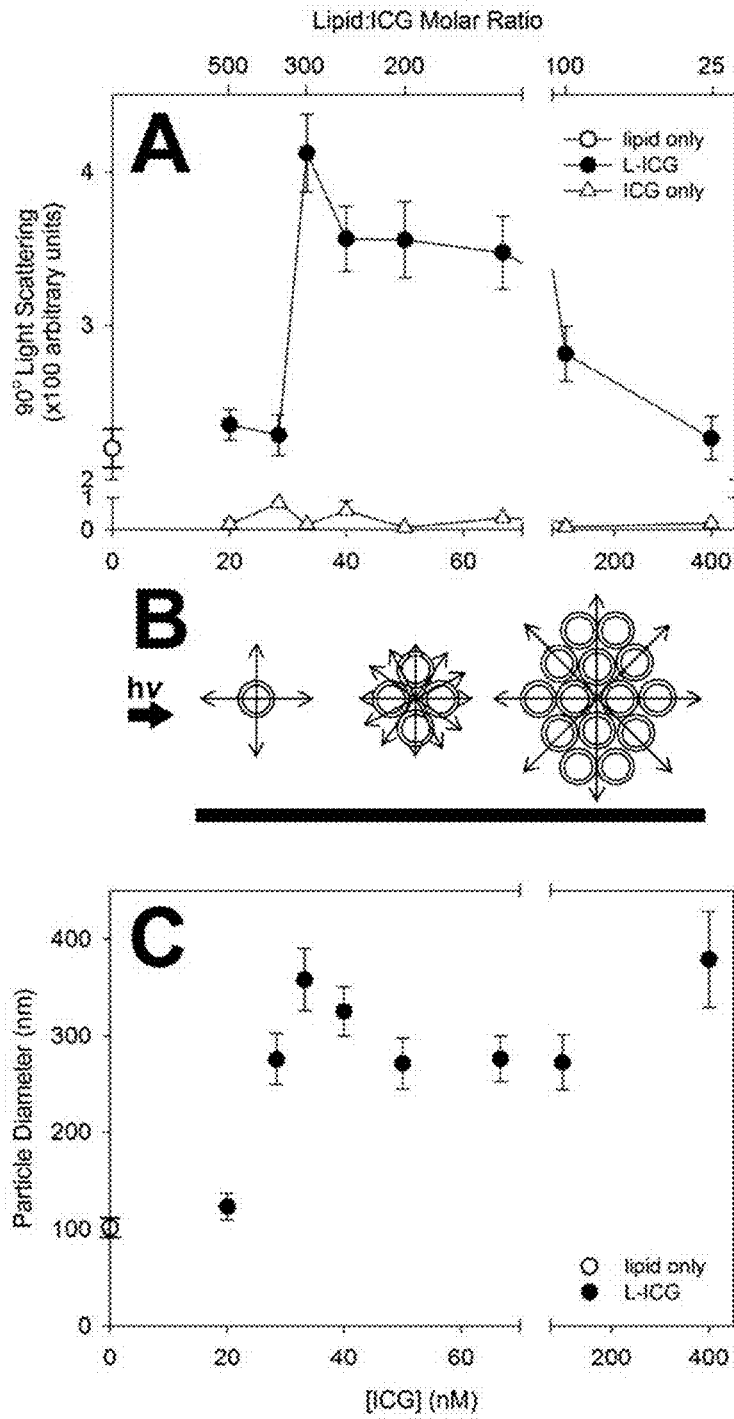 Lipid:ICG Molar Ratio
500 300 200 100 25
A
lipid only
L-ICG
ICG only
90° Light Scattering
(x100 arbitrary units)
4
3
2
1
0
0 20 40 60 200 400
B
hν
C
Particle Diameter (nm)
400
300
200
100
0
lipid only
L-ICG
0 20 40 60 200 400
[ICG] (nM)